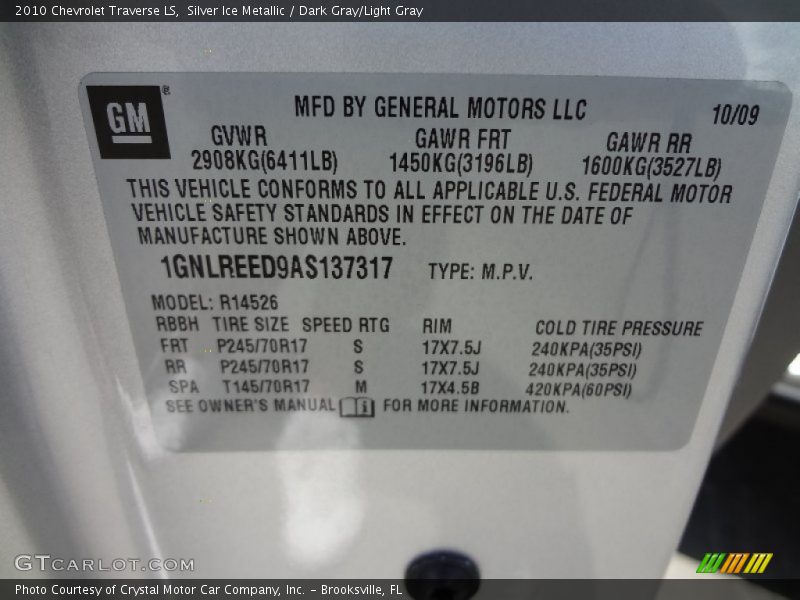 2010 Chevrolet Traverse LS, Silver Ice Metallic / Dark Gray/Light Gray
GM ®
MFD BY GENERAL MOTORS LLC 10/09
GVWR GAWR FRT GAWR RR
2908KG(6411LB) 1450KG(3196LB) 1600KG(3527LB)
THIS VEHICLE CONFORMS TO ALL APPLICABLE U.S. FEDERAL MOTOR
VEHICLE SAFETY STANDARDS IN EFFECT ON THE DATE OF
MANUFACTURE SHOWN ABOVE.
1GNLREED9AS137317 TYPE: M.P.V.
MODEL: R14526
RBBH TIRE SIZE SPEED RTG RIM COLD TIRE PRESSURE
FRT P245/70R17 S 17X7.5J 240KPA(35PSI)
RR P245/70R17 S 17X7.5J 240KPA(35PSI)
SPA T145/70R17 M 17X4.5B 420KPA(60PSI)
SEE OWNER'S MANUAL i FOR MORE INFORMATION.
GTCARLOT.COM
Photo Courtesy of Crystal Motor Car Company, Inc. - Brooksville, FL